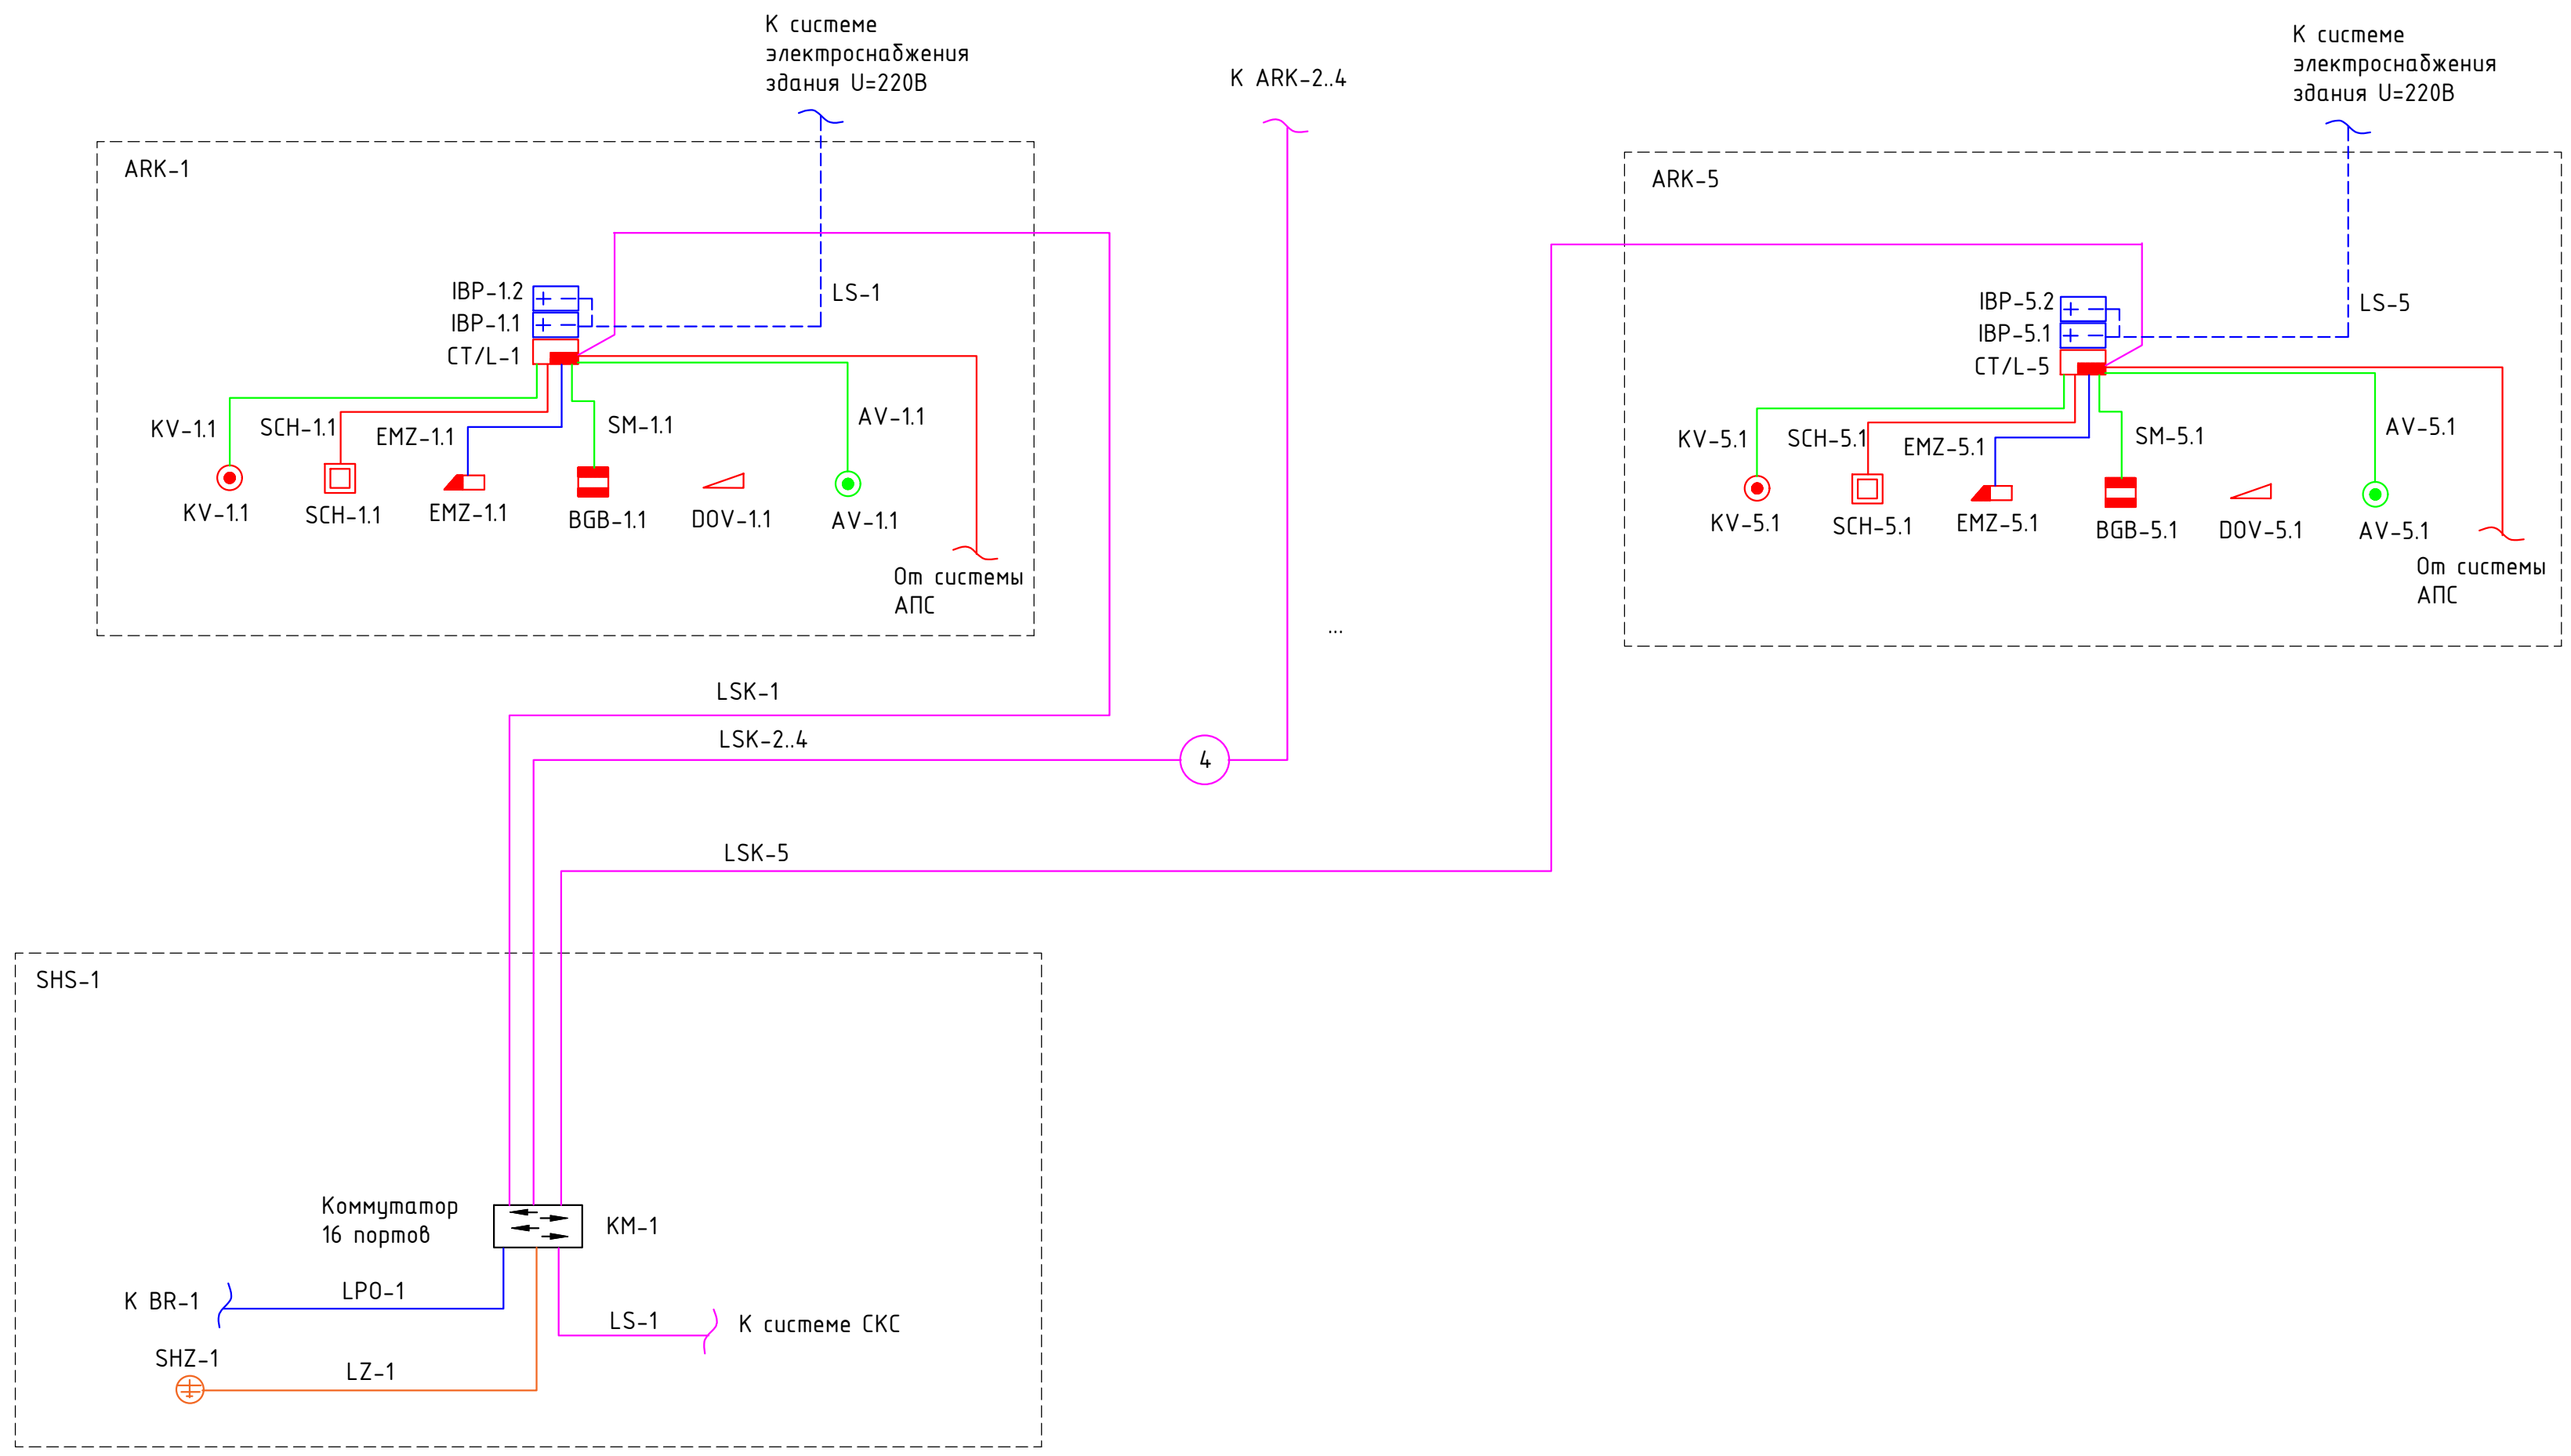 К системе
электроснабжения
здания U=220В
К ARK-2..4
К системе
электроснабжения
здания U=220В
ARK-1
IBP-1.2
IBP-1.1
CT/L-1
LS-1
KV-1.1
SCH-1.1
EMZ-1.1
SM-1.1
AV-1.1
KV-1.1
SCH-1.1
EMZ-1.1
BGB-1.1
DOV-1.1
AV-1.1
От системы
АПС
...
ARK-5
IBP-5.2
IBP-5.1
CT/L-5
LS-5
KV-5.1
SCH-5.1
EMZ-5.1
SM-5.1
AV-5.1
KV-5.1
SCH-5.1
EMZ-5.1
BGB-5.1
DOV-5.1
AV-5.1
От системы
АПС
LSK-1
LSK-2..4
4
LSK-5
SHS-1
Коммутатор
16 портов
KM-1
К BR-1
LPO-1
LS-1
К системе СКС
SHZ-1
LZ-1